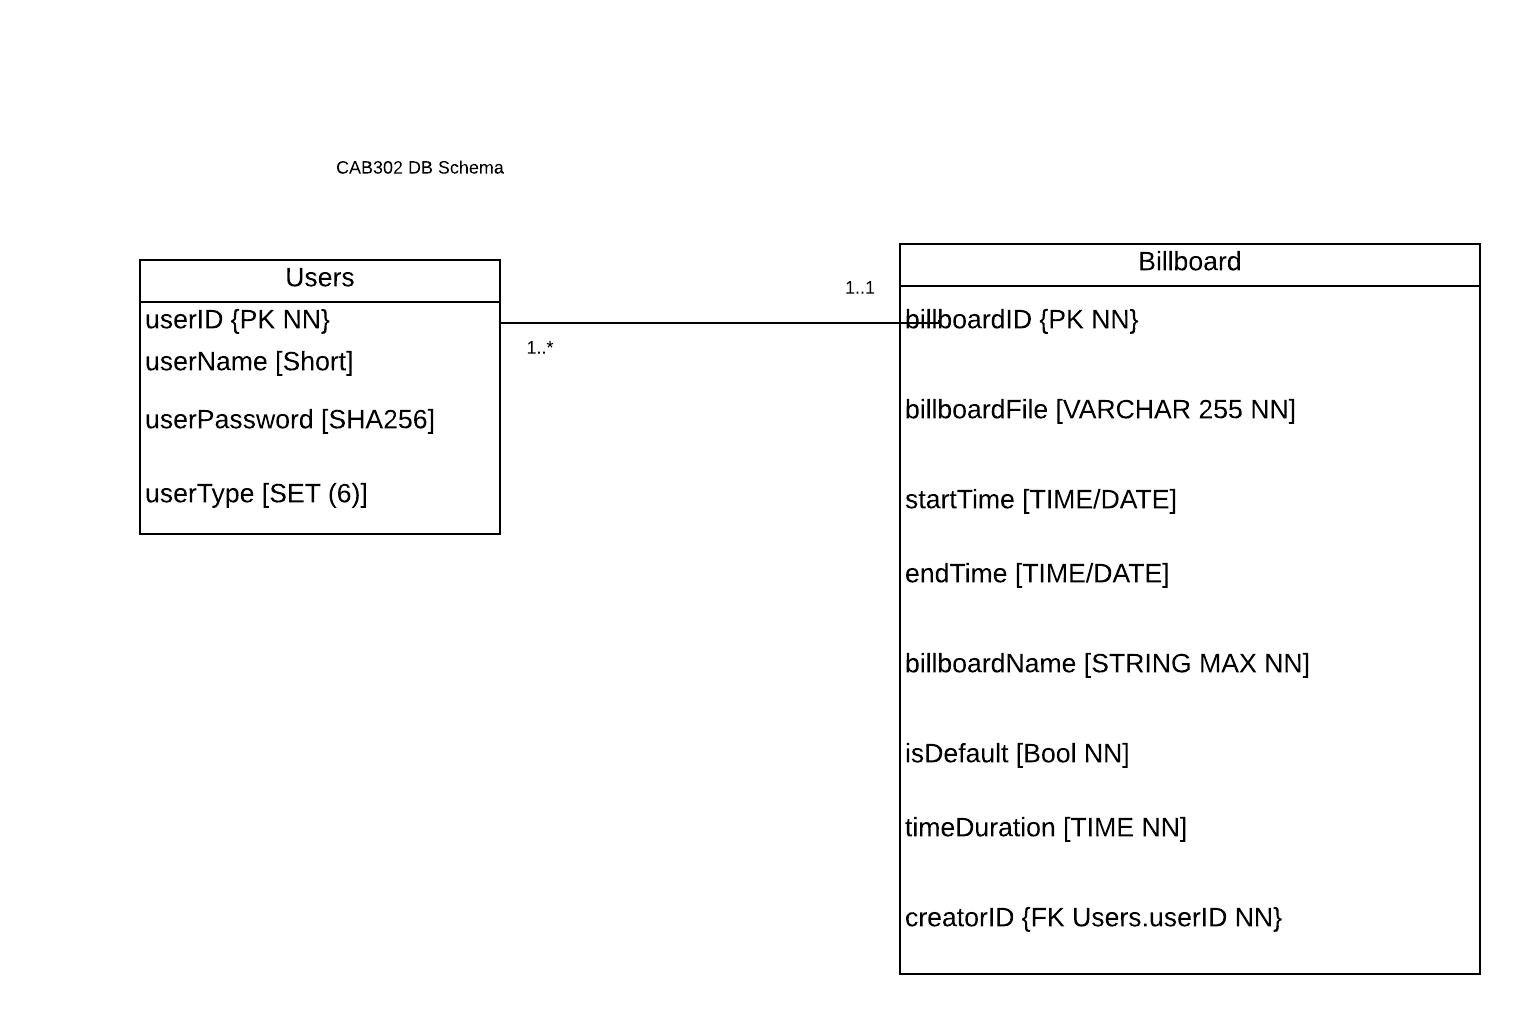 CAB302 DB Schema
Users
userID {PK NN}
userName [Short]
userPassword [SHA256]
userType [SET (6)]
1..*
1..1
Billboard
billboardID {PK NN}
billboardFile [VARCHAR 255 NN]
startTime [TIME/DATE]
endTime [TIME/DATE]
billboardName [STRING MAX NN]
isDefault [Bool NN]
timeDuration [TIME NN]
creatorID {FK Users.userID NN}